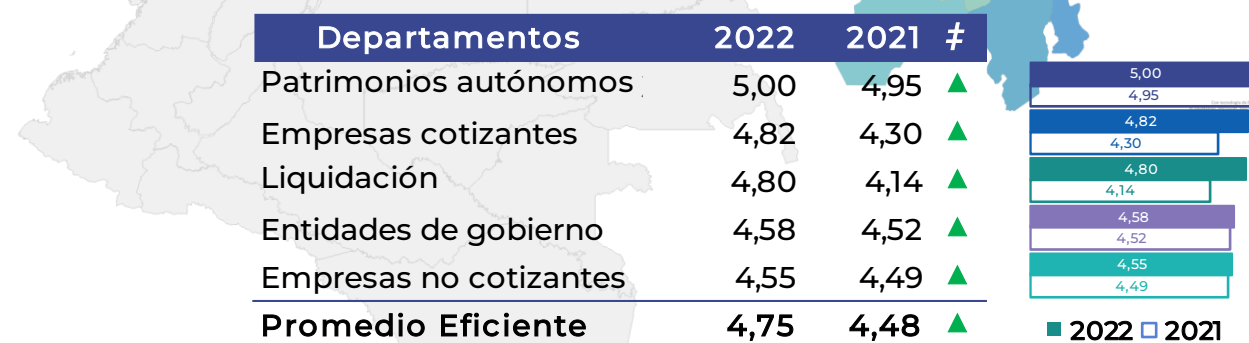 Departamentos 2022 2021 ≠
Patrimonios autónomos
5,00 4,95 ▲
Empresas cotizantes 4,82 4,30 ▲
Liquidación 4,80 4,14 ▲
Entidades de gobierno 4,58 4,52 ▲
Empresas no cotizantes 4,55 4,49 ▲
Promedio Eficiente 4,75 4,48 ▲
5,00
4,95
4,82
4,30
4,80
4,14
4,58
4,52
4,55
4,49
2022 2021